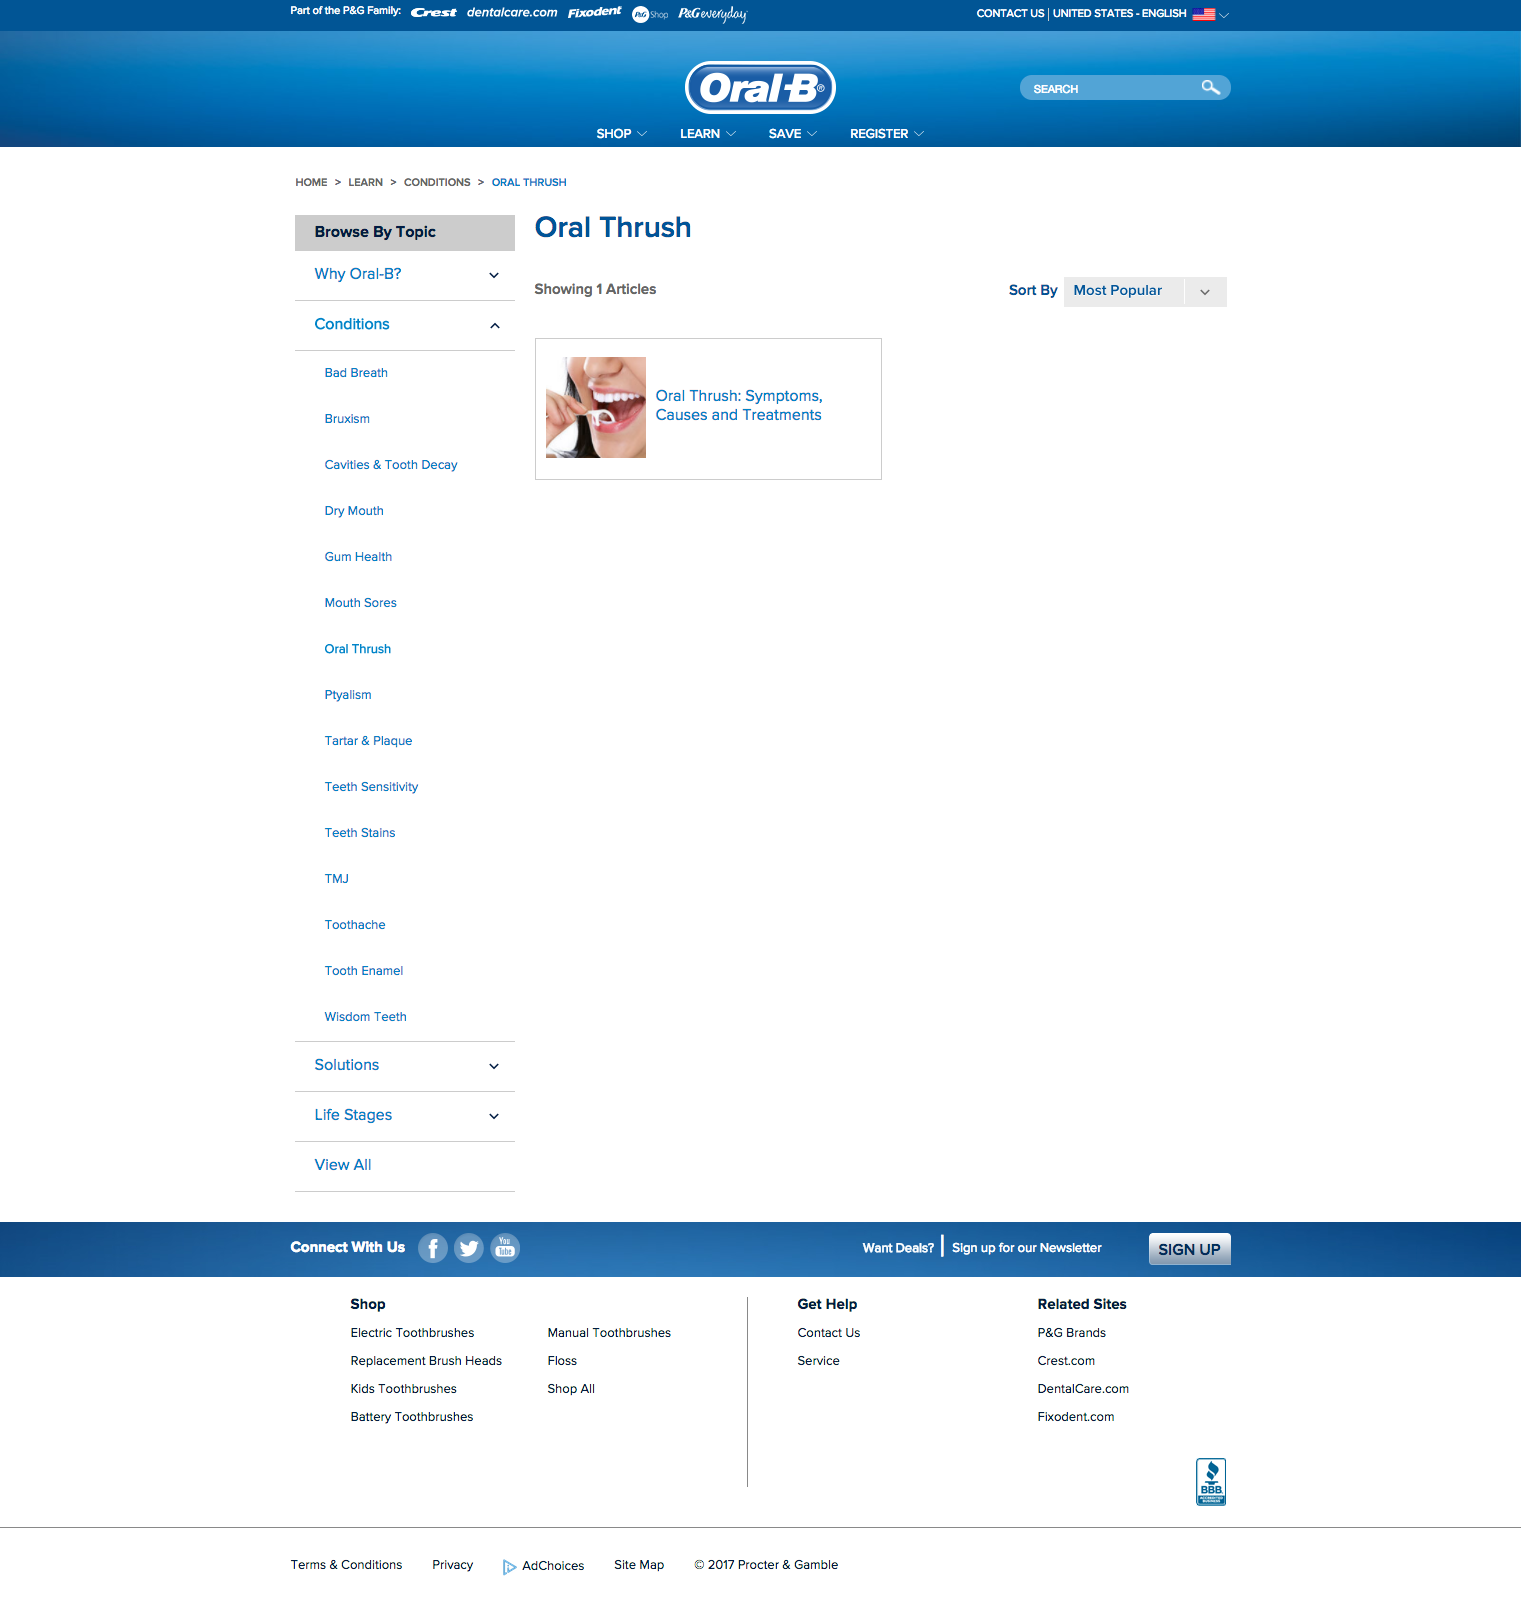 Part of the P&G Family: Crest dentalcare.com Fixodent P&G Shop P&G everyday
CONTACT US | UNITED STATES - ENGLISH
Oral-B®
SEARCH
SHOP LEARN SAVE REGISTER
HOME > LEARN > CONDITIONS > ORAL THRUSH
Browse By Topic
Why Oral-B?
Conditions
Bad Breath
Bruxism
Cavities & Tooth Decay
Dry Mouth
Gum Health
Mouth Sores
Oral Thrush
Ptyalism
Tartar & Plaque
Teeth Sensitivity
Teeth Stains
TMJ
Toothache
Tooth Enamel
Wisdom Teeth
Solutions
Life Stages
View All
Oral Thrush
Showing 1 Articles
Sort By Most Popular
Oral Thrush: Symptoms,
Causes and Treatments
Connect With Us
You
Tube
Want Deals? | Sign up for our Newsletter
SIGN UP
Shop
Electric Toothbrushes
Replacement Brush Heads
Kids Toothbrushes
Battery Toothbrushes
Manual Toothbrushes
Floss
Shop All
Get Help
Contact Us
Service
Related Sites
P&G Brands
Crest.com
DentalCare.com
Fixodent.com
BBB
ACCREDITED
BUSINESS
Terms & Conditions Privacy AdChoices Site Map © 2017 Procter & Gamble